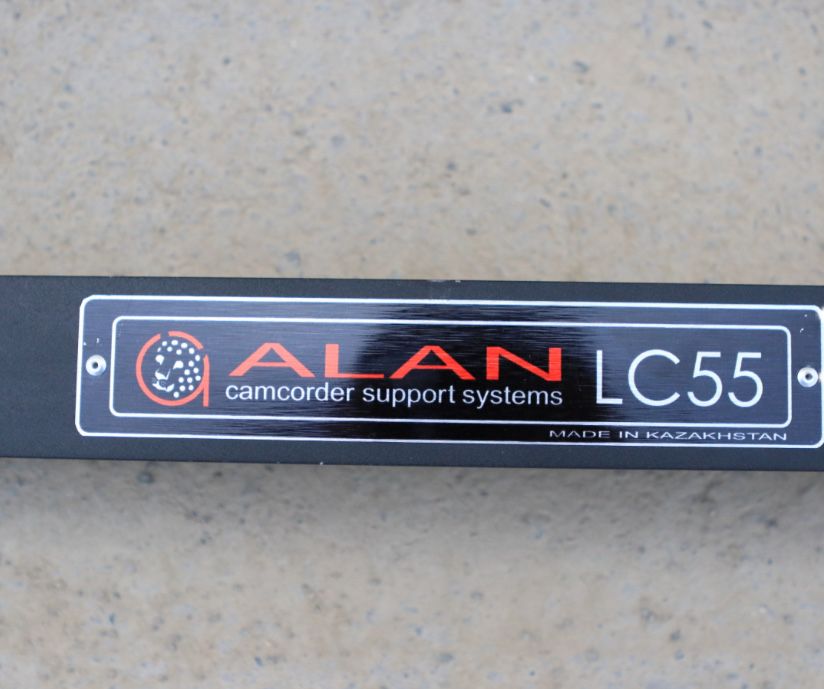 ALAN LC55
camcorder support systems
MADE IN KAZAKHSTAN